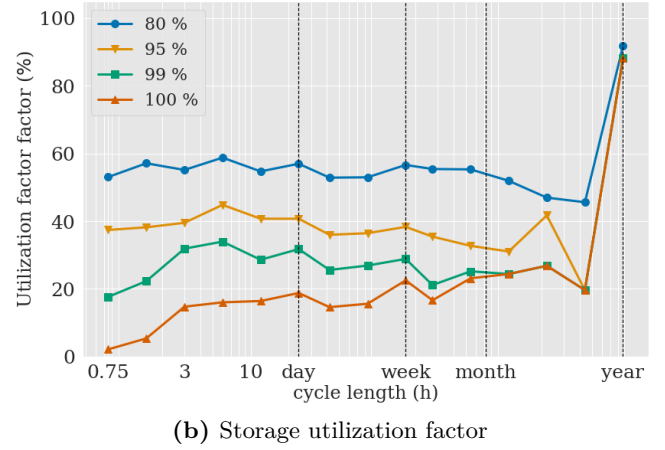 100
80
60
40
20
0
Utilization factor factor (%)
80 %
95 %
99 %
100 %
0.75 3 10 day week month year
cycle length (h)
(b) Storage utilization factor